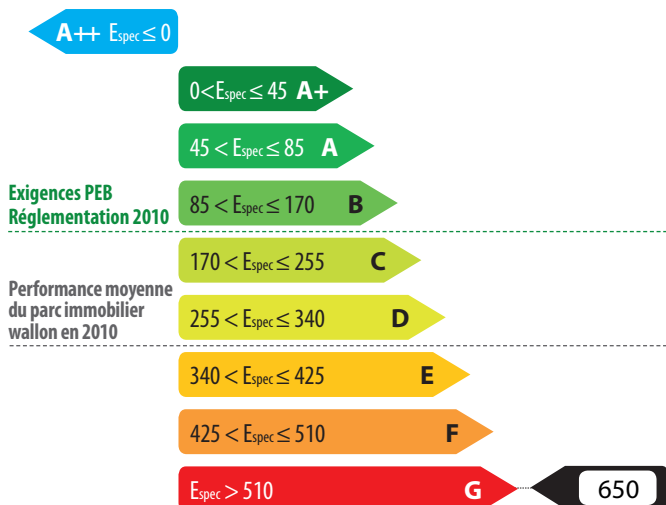 A++ Espec ≤ 0
0<Espec ≤ 45 A+
45 < Espec ≤ 85 A
Exigences PEB
Réglementation 2010
85 < Espec ≤ 170 B
170 < Espec ≤ 255 C
Performance moyenne
du parc immobilier
wallon en 2010
255 < Espec ≤ 340 D
340 < Espec ≤ 425 E
425 < Espec ≤ 510 F
Espec > 510 G
650